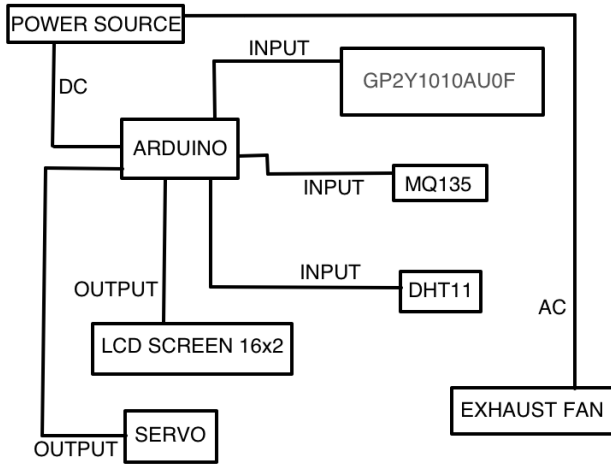 POWER SOURCE
INPUT
DC
GP2Y1010AU0F
ARDUINO
INPUT
MQ135
INPUT
OUTPUT
DHT11
AC
LCD SCREEN 16x2
EXHAUST FAN
SERVO
OUTPUT